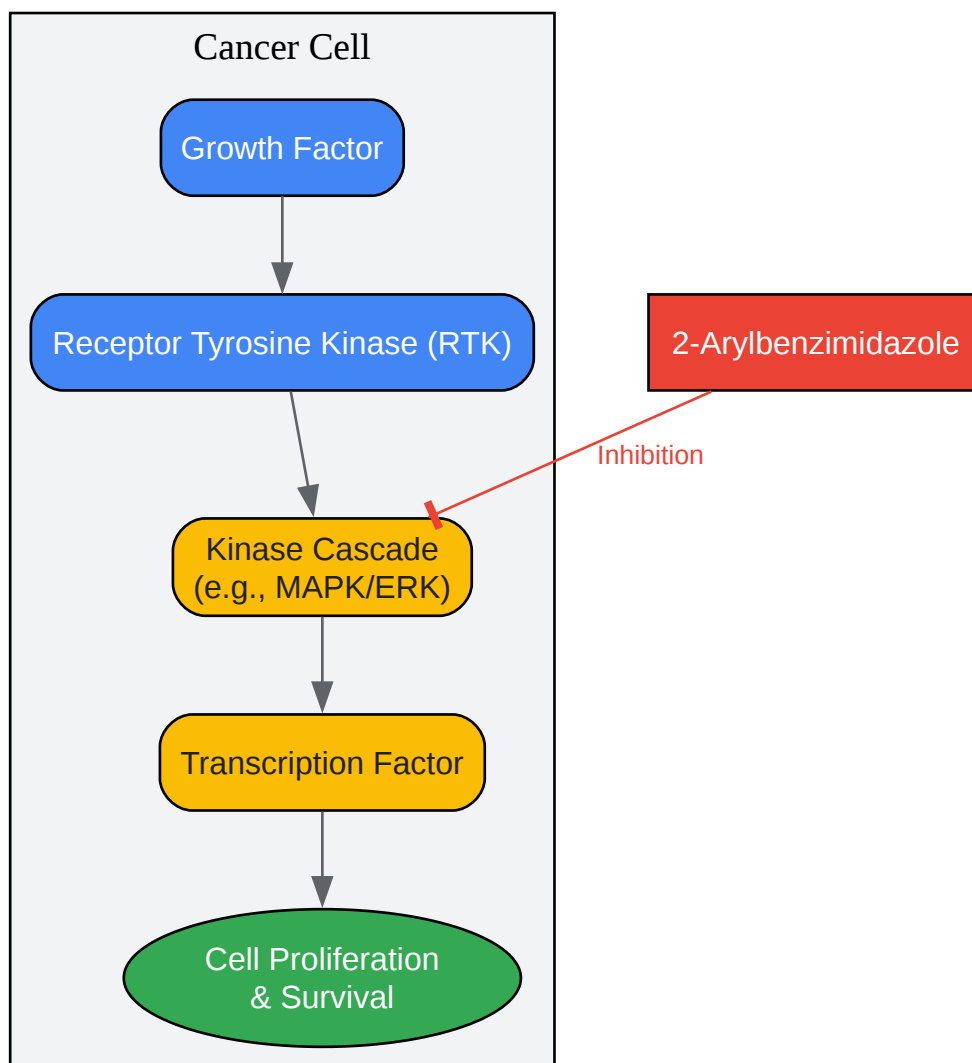 Cancer Cell
Growth Factor
Receptor Tyrosine Kinase (RTK)
2-Arylbenzimidazole
Inhibition
Kinase Cascade
(e.g., MAPK/ERK)
Transcription Factor
Cell Proliferation
& Survival